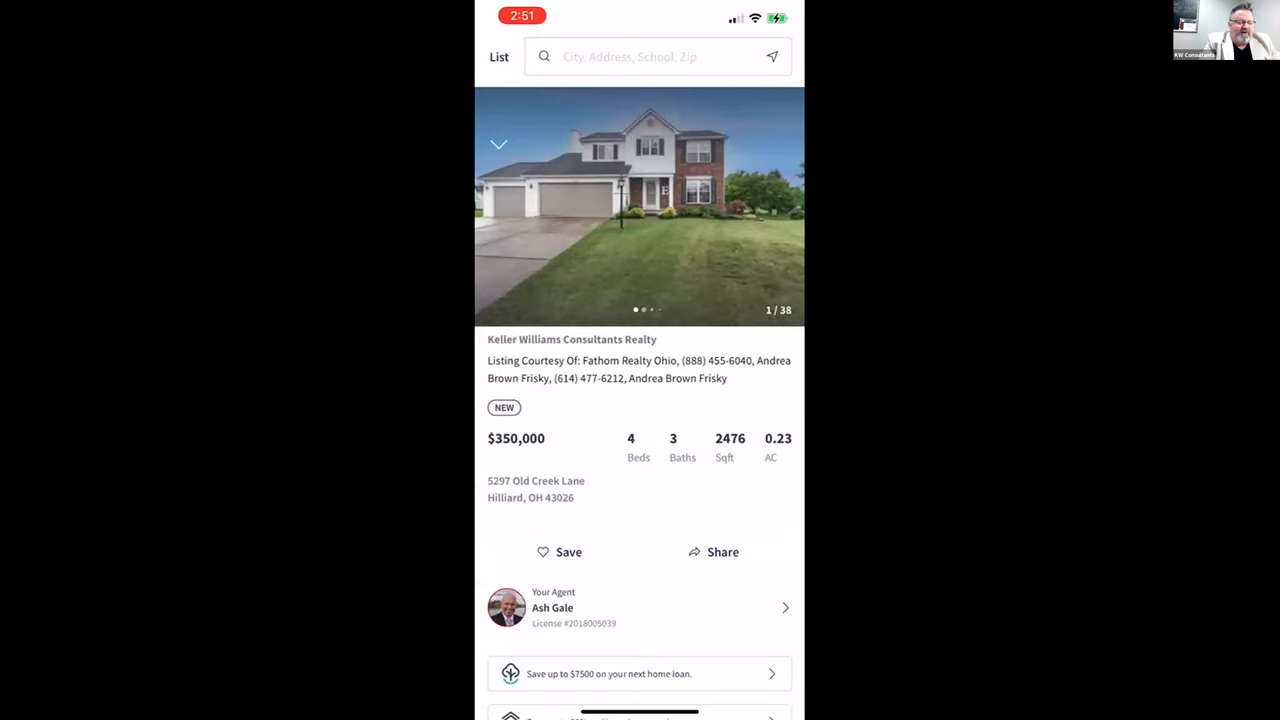 2:51
List
City, Address, School, Zip
KW Consultants
E
1 / 38
Keller Williams Consultants Realty
Listing Courtesy Of: Fathom Realty Ohio, (888) 455-6040, Andrea
Brown Frisky, (614) 477-6212, Andrea Brown Frisky
NEW
$350,000 4 3 2476 0.23
Beds Baths Sqft AC
5297 Old Creek Lane
Hilliard, OH 43026
Save Share
Your Agent
Ash Gale
License #2018005039
Save up to $7500 on your next home loan.